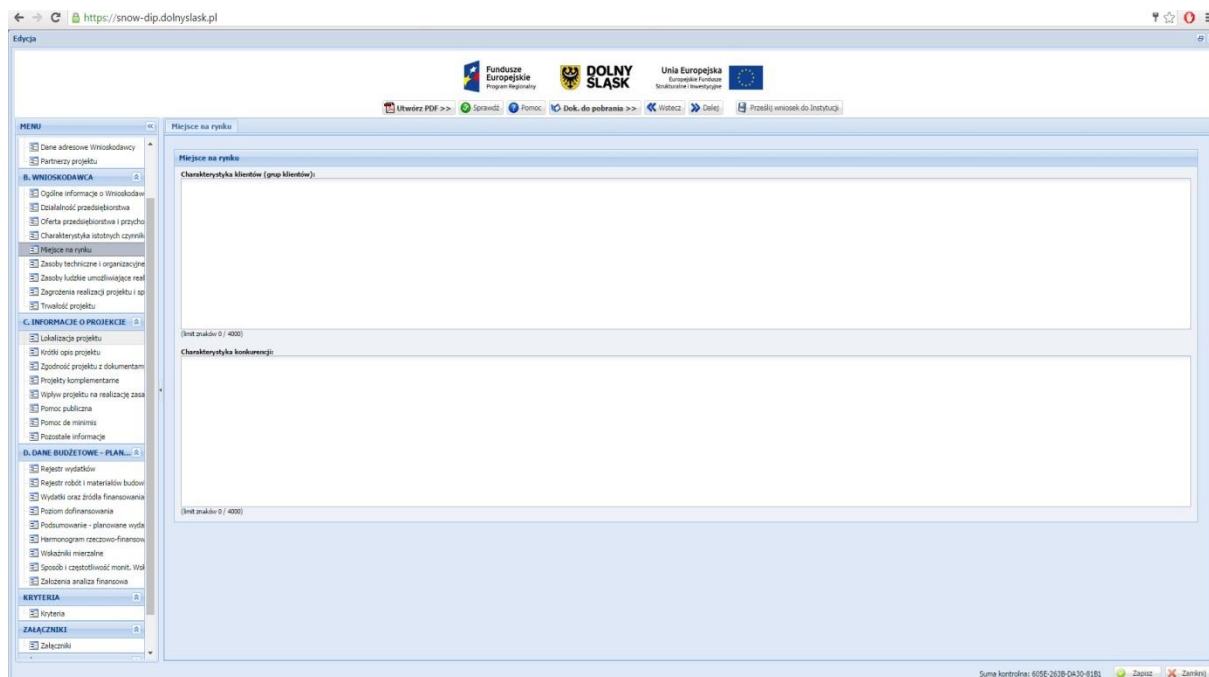 https://snow-dip.dolnyslask.pl
Edycja
Fundusze
Europejskie
Program Regionalny
DOLNY
ŚLĄSK
Unia Europejska
Europejskie Fundusze
Strukturalne i Inwestycyjne
Utwórz PDF >> Sprawdź Pomoc Dok. do pobrania >> Wstecz Dalej Prześlij wniosek do Instytucji
MENU
Dane adresowe Wnioskodawcy
Partnerzy projektu
B. WNIOSKODAWCA
Ogólne informacje o Wnioskodaw
Działalność przedsiębiorstwa
Oferta przedsiębiorstwa i przycho
Charakterystyka istotnych czynnik
Miejsce na rynku
Zasoby techniczne i organizacyjne
Zasoby ludzkie umożliwiające real
Zagrożenia realizacji projektu i sp
Trwałość projektu
C. INFORMACJE O PROJEKCIE
Lokalizacja projektu
Krótki opis projektu
Zgodność projektu z dokumentam
Projekty komplementarne
Wpływ projektu na realizację zasa
Pomoc publiczna
Pomoc de minimis
Pozostałe informacje
D. DANE BUDŻETOWE - PLAN...
Rejestr wydatków
Rejestr robót i materiałów budow
Wydatki oraz źródła finansowania
Poziom dofinansowania
Podsumowanie - planowane wyda
Harmonogram rzeczowo-finansow
Wskaźniki mierzalne
Sposób i częstotliwość monit. Wsk
Założenia analiza finansowa
KRYTERIA
Kryteria
ZAŁĄCZNIKI
Załączniki
Miejsce na rynku
Miejsce na rynku
Charakterystyka klientów (grup klientów):
(limit znaków 0 / 4000)
Charakterystyka konkurencji:
(limit znaków 0 / 4000)
Suma kontrolna: 605E-263B-DA30-81B1 Zapisz Zamknij